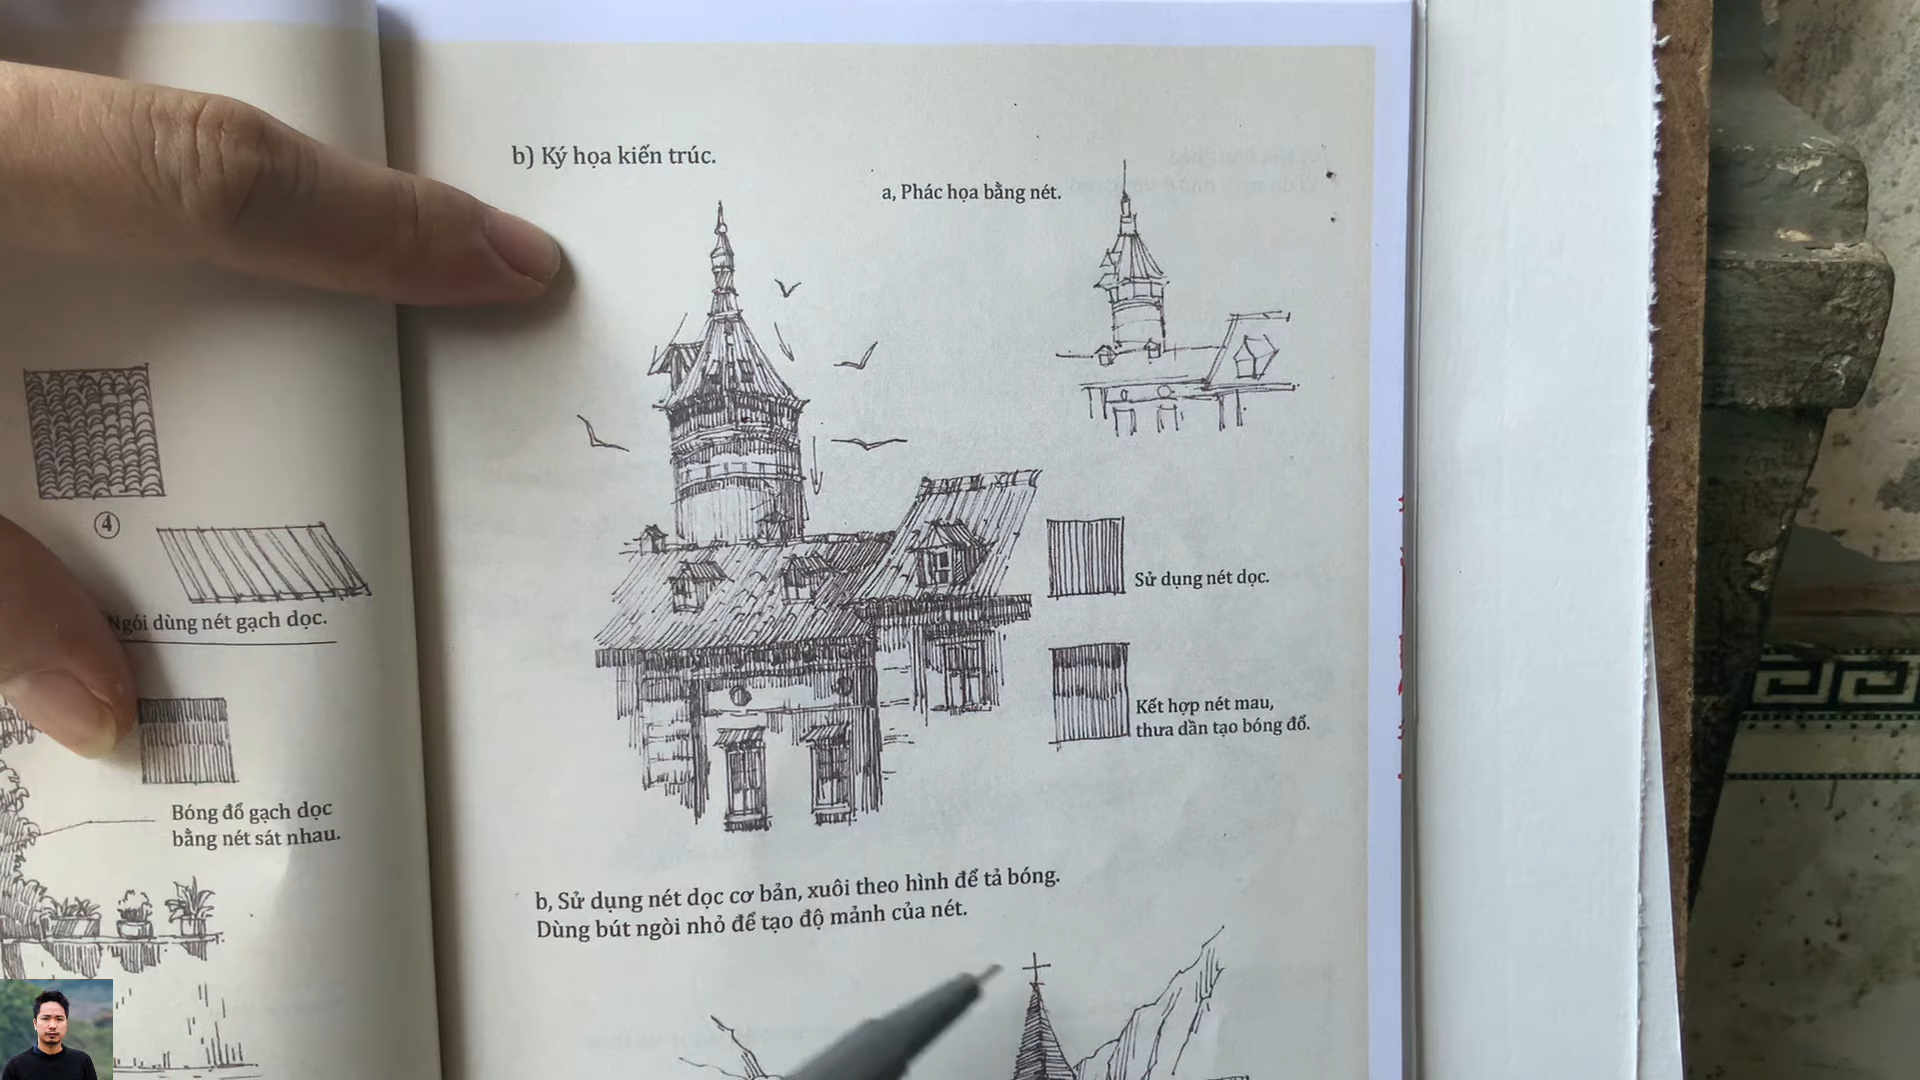 ④
Ngói dùng nét gạch dọc.
Bóng đổ gạch dọc
bằng nét sát nhau.
b) Ký họa kiến trúc.
a, Phác họa bằng nét.
Sử dụng nét dọc.
Kết hợp nét mau,
thưa dần tạo bóng đổ.
b, Sử dụng nét dọc cơ bản, xuôi theo hình để tả bóng.
Dùng bút ngòi nhỏ để tạo độ mảnh của nét.